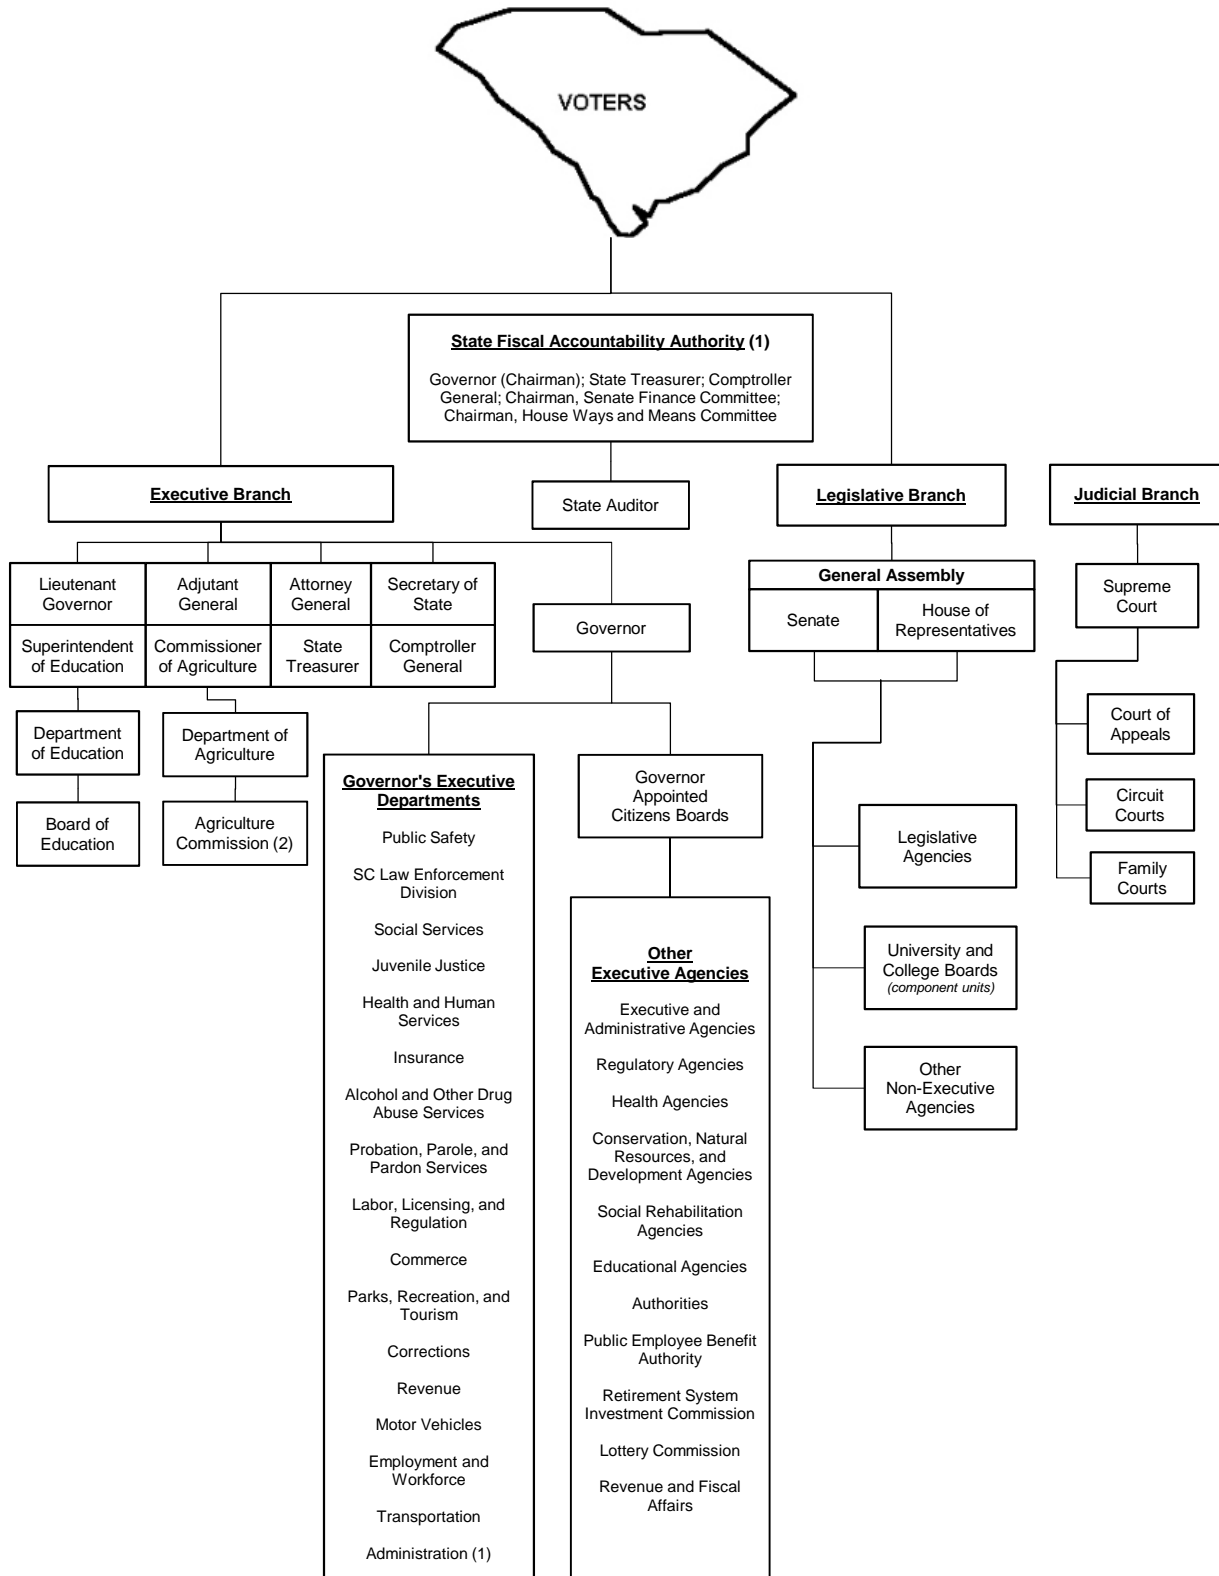 VOTERS
State Fiscal Accountability Authority (1)
Governor (Chairman); State Treasurer; Comptroller
General; Chairman, Senate Finance Committee;
Chairman, House Ways and Means Committee
Executive Branch
State Auditor
Legislative Branch
Judicial Branch
Lieutenant
Governor
Adjutant
General
Attorney
General
Secretary of
State
Superintendent
of Education
Commissioner
of Agriculture
State
Treasurer
Comptroller
General
Governor
General Assembly
Senate
House of
Representatives
Supreme
Court
Department
of Education
Department of
Agriculture
Board of
Education
Agriculture
Commission (2)
Governor's Executive
Departments
Public Safety
SC Law Enforcement
Division
Social Services
Juvenile Justice
Health and Human
Services
Insurance
Alcohol and Other Drug
Abuse Services
Probation, Parole, and
Pardon Services
Labor, Licensing, and
Regulation
Commerce
Parks, Recreation, and
Tourism
Corrections
Revenue
Motor Vehicles
Employment and
Workforce
Transportation
Administration (1)
Governor
Appointed
Citizens Boards
Other
Executive Agencies
Executive and
Administrative Agencies
Regulatory Agencies
Health Agencies
Conservation, Natural
Resources, and
Development Agencies
Social Rehabilitation
Agencies
Educational Agencies
Authorities
Public Employee Benefit
Authority
Retirement System
Investment Commission
Lottery Commission
Revenue and Fiscal
Affairs
Legislative
Agencies
University and
College Boards
(component units)
Other
Non-Executive
Agencies
Court of
Appeals
Circuit
Courts
Family
Courts